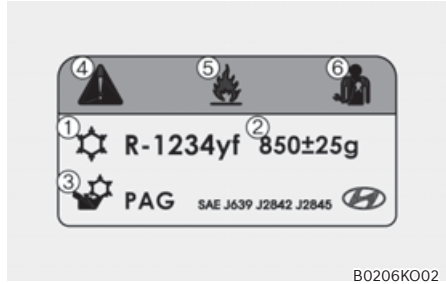 ④ ⑤ ⑥
① R-1234yf ② 850±25g
③ PAG SAE J639 J2842 J2845
B0206KO02